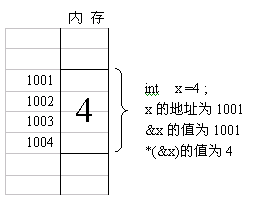 内 存
1001
1002
1003
1004
4
int x=4 ;
x 的地址为 1001
&x 的值为 1001
*(&x)的值为 4